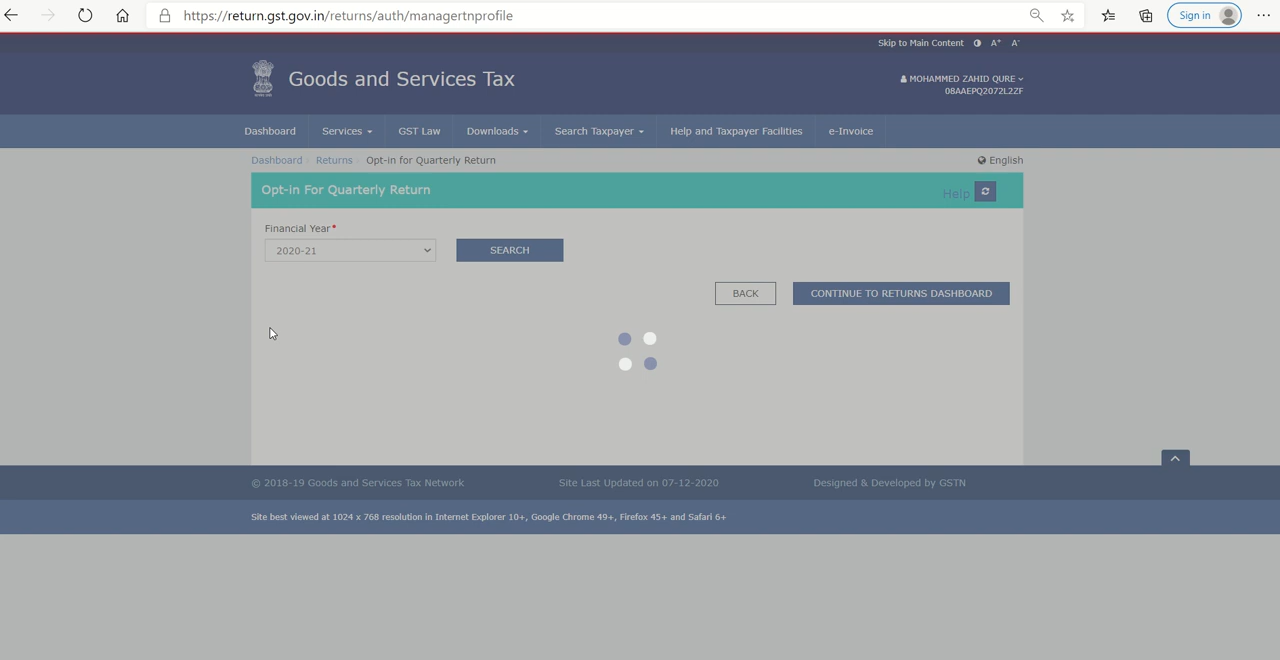 https://return.gst.gov.in/returns/auth/managertnprofile
Sign in
Skip to Main Content A+ A-
Goods and Services Tax
MOHAMMED ZAHID QURE
08AAEPQ2072L2ZF
Dashboard Services GST Law Downloads Search Taxpayer Help and Taxpayer Facilities e-Invoice
Dashboard Returns Opt-in for Quarterly Return English
Opt-in For Quarterly Return Help
Financial Year*
2020-21 SEARCH
BACK CONTINUE TO RETURNS DASHBOARD
© 2018-19 Goods and Services Tax Network Site Last Updated on 07-12-2020 Designed & Developed by GSTN
Site best viewed at 1024 x 768 resolution in Internet Explorer 10+, Google Chrome 49+, Firefox 45+ and Safari 6+